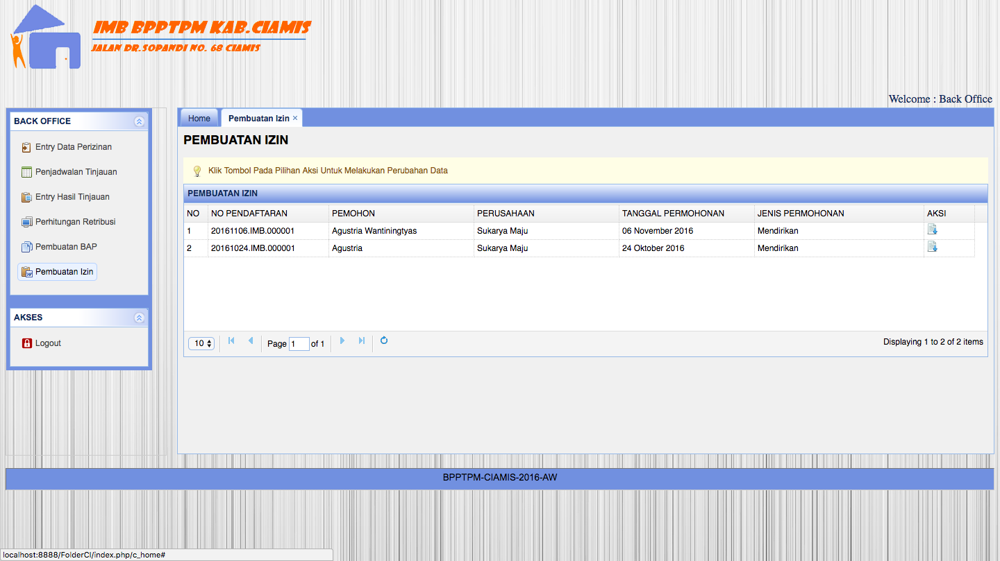 IMB BPPTPM KAB.CIAMIS
JALAN DR.SOPANDI NO. 68 CIAMIS
Welcome : Back Office
BACK OFFICE
Entry Data Perizinan
Penjadwalan Tinjauan
Entry Hasil Tinjauan
Perhitungan Retribusi
Pembuatan BAP
Pembuatan Izin
AKSES
Logout
Home Pembuatan Izin ×
PEMBUATAN IZIN
Klik Tombol Pada Pilihan Aksi Untuk Melakukan Perubahan Data
PEMBUATAN IZIN
NO NO PENDAFTARAN PEMOHON PERUSAHAAN TANGGAL PERMOHONAN JENIS PERMOHONAN AKSI
1 20161106.IMB.000001 Agustria Wantiningtyas Sukarya Maju 06 November 2016 Mendirikan
2 20161024.IMB.000001 Agustria Sukarya Maju 24 Oktober 2016 Mendirikan
10 Page 1 of 1 Displaying 1 to 2 of 2 items
BPPTPM-CIAMIS-2016-AW
localhost:8888/FolderCI/index.php/c_home#